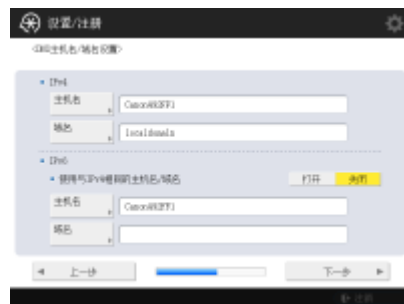 设置/注册
<DNS主机名/域名设置>
IPv4
主机名
域名
localdomain
IPv6
使用与IPv4相同的主机名/域名
打开
关闭
主机名
域名
上一步
下一步